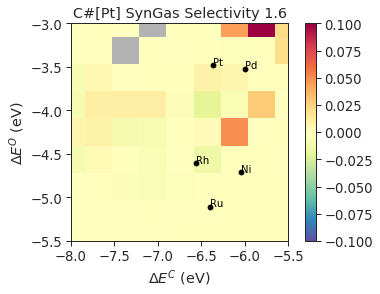 C#[Pt] SynGas Selectivity 1.6
−3.0
−3.5
−4.0
−4.5
−5.0
−5.5
ΔE^O (eV)
Pt
Pd
Rh
Ni
Ru
−8.0 −7.5 −7.0 −6.5 −6.0 −5.5
ΔE^C (eV)
0.100
0.075
0.050
0.025
0.000
−0.025
−0.050
−0.075
−0.100